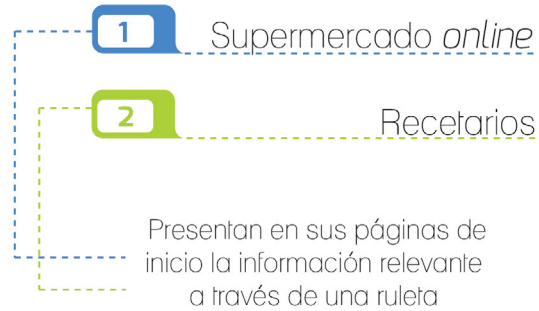 1 Supermercado online
2 Recetarios
Presentan en sus páginas de
inicio la información relevante
a través de una ruleta